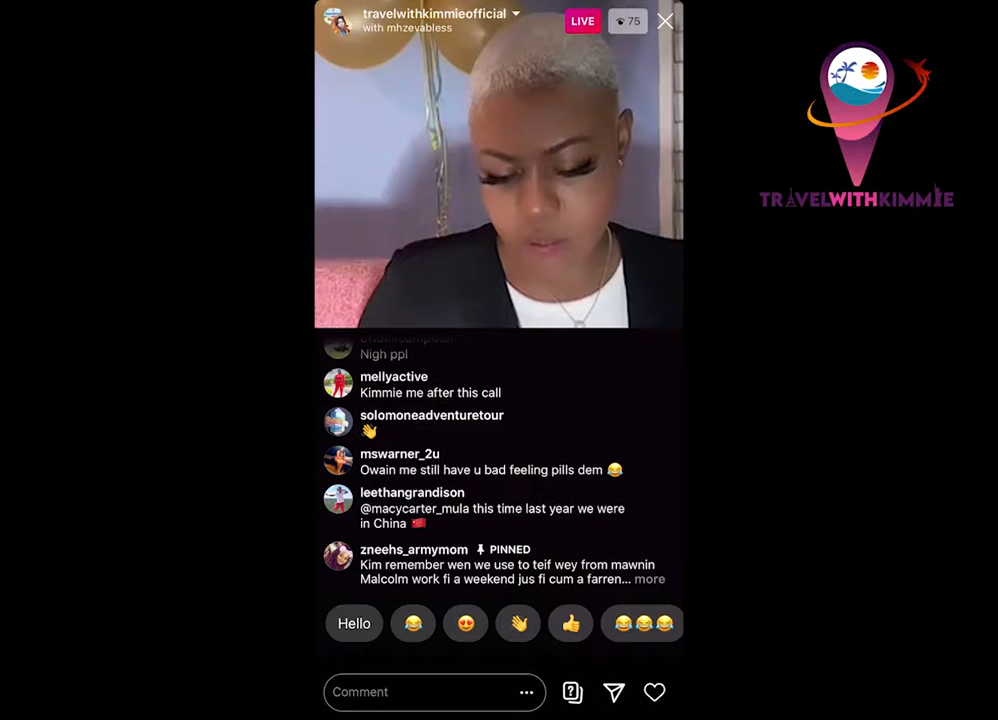 travelwithkimmieofficial
with mhzevabless
LIVE
75
TRAVELWITHKIMMIE
Nigh ppl
mellyactive
Kimmie me after this call
solomoneadventuretour
👋
mswarner_2u
Owain me still have u bad feeling pills dem 😂
leethangrandison
@macycarter_mula this time last year we were
in China 🇨🇳
zneehs_armymom PINNED
Kim remember wen we use to teif wey from mawnin
Malcolm work fi a weekend jus fi cum a farren... more
Hello 😂 😍 👋 👍 😂😂😂
Comment